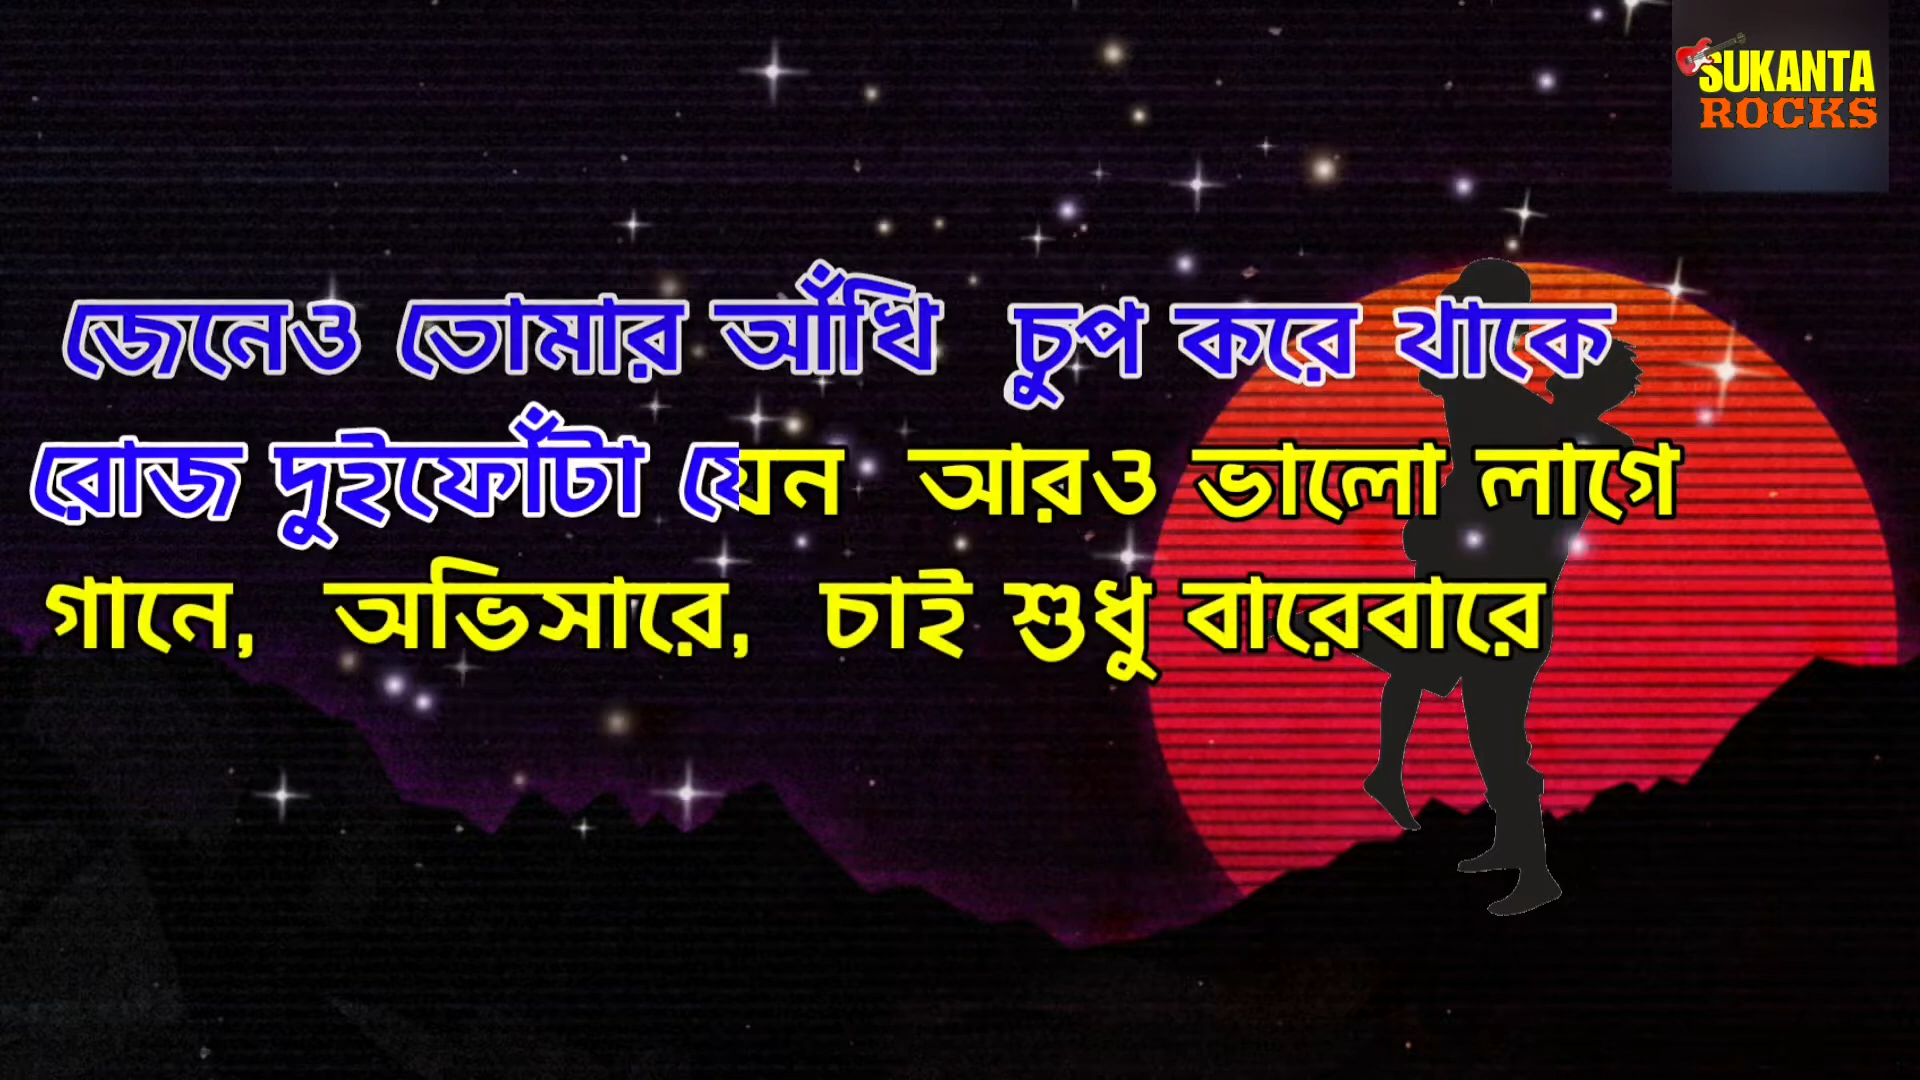 SUKANTA
ROCKS
জেনেও তোমার আঁখি চুপ করে থাকে
রোজ দুইফোঁটা যেন আরও ভালো লাগে
গানে, অভিসারে, চাই শুধু বারেবারে